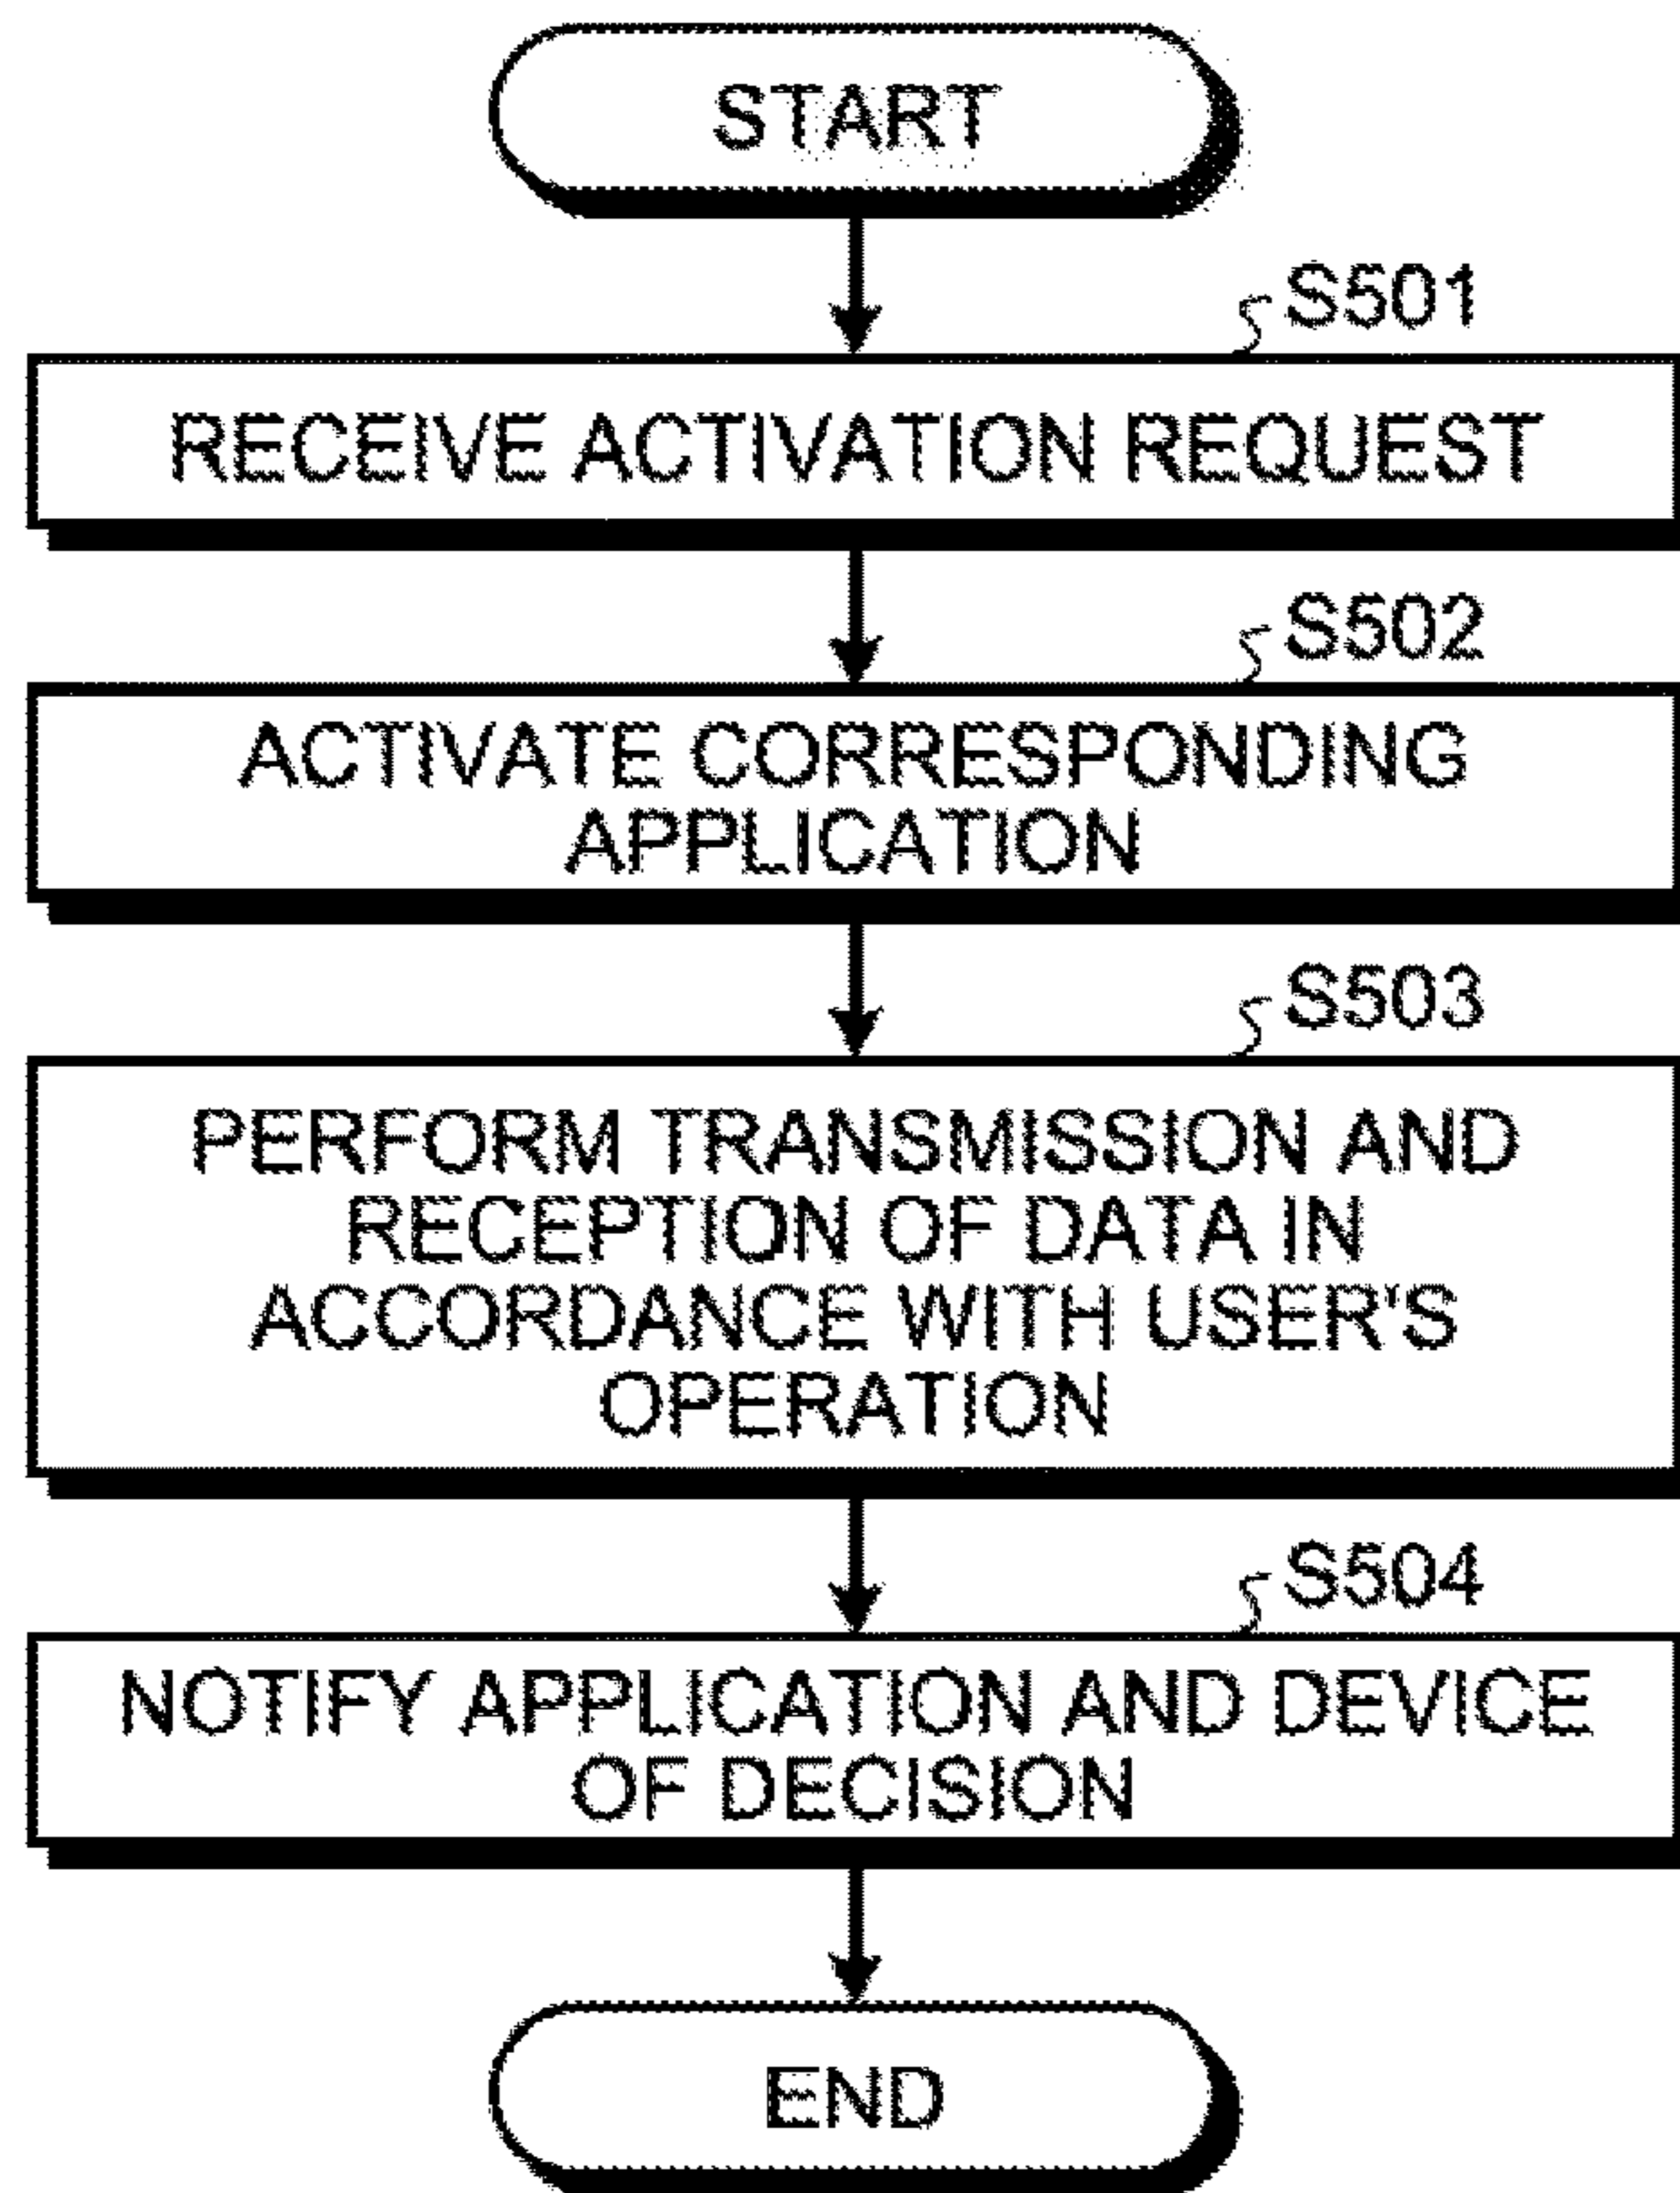 START
S501
RECEIVE ACTIVATION REQUEST
S502
ACTIVATE CORRESPONDING
APPLICATION
S503
PERFORM TRANSMISSION AND
RECEPTION OF DATA IN
ACCORDANCE WITH USER'S
OPERATION
S504
NOTIFY APPLICATION AND DEVICE
OF DECISION
END